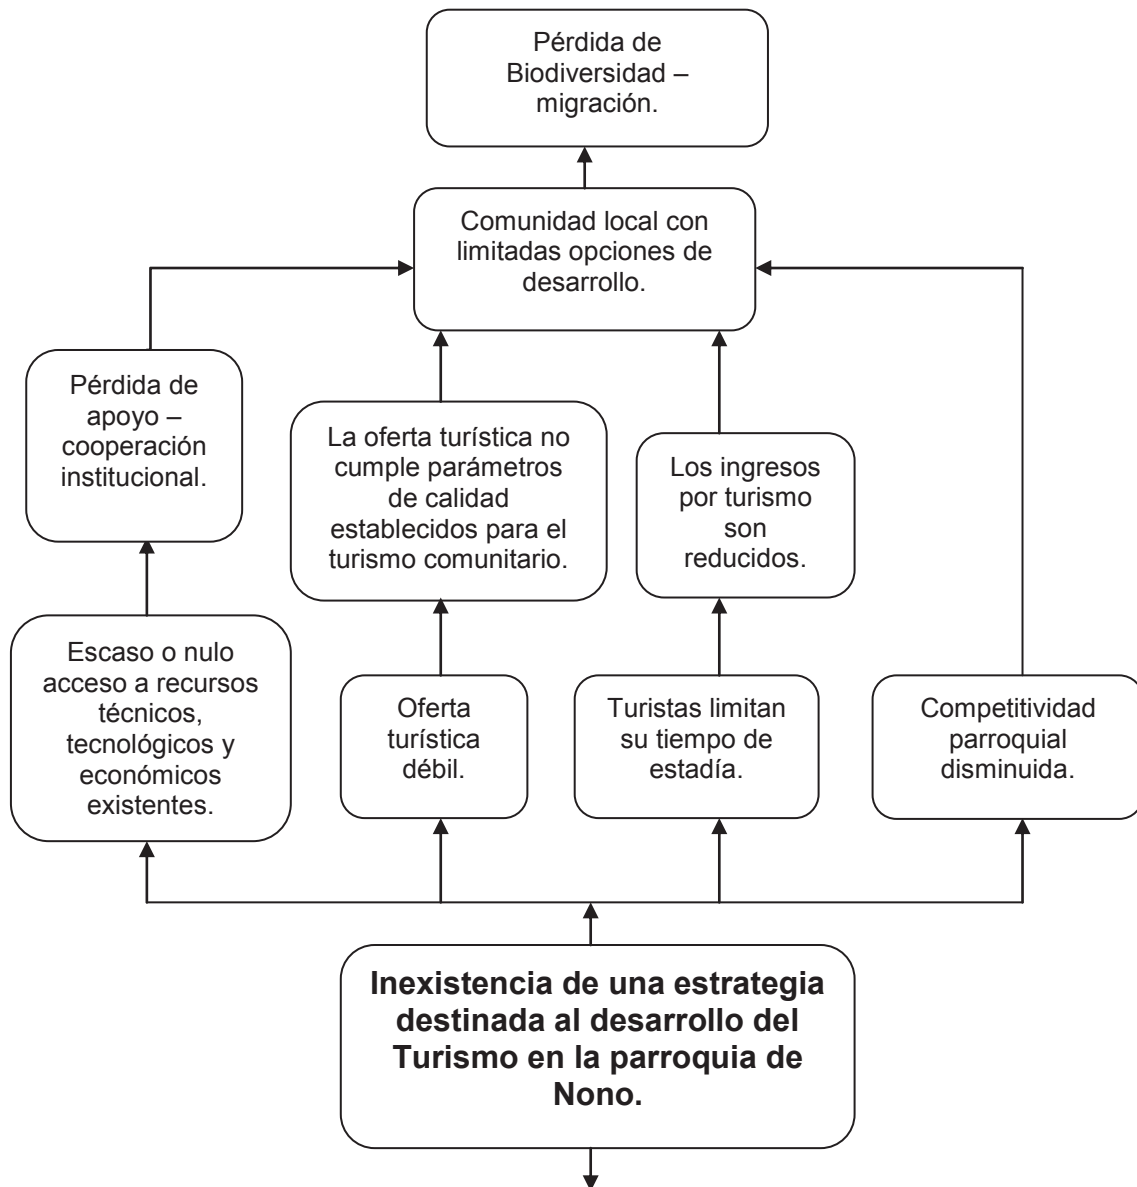 Pérdida de
Biodiversidad –
migración.
Comunidad local con
limitadas opciones de
desarrollo.
Pérdida de
apoyo –
cooperación
institucional.
La oferta turística no
cumple parámetros
de calidad
establecidos para el
turismo comunitario.
Los ingresos
por turismo
son
reducidos.
Escaso o nulo
acceso a recursos
técnicos,
tecnológicos y
económicos
existentes.
Oferta
turística
débil.
Turistas limitan
su tiempo de
estadía.
Competitividad
parroquial
disminuida.
Inexistencia de una estrategia
destinada al desarrollo del
Turismo en la parroquia de
Nono.